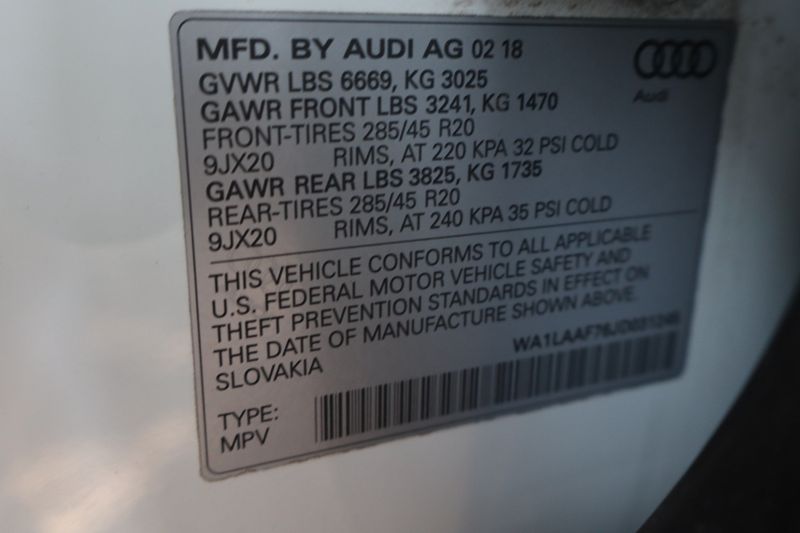 MFD. BY AUDI AG 02 18
GVWR LBS 6669, KG 3025
GAWR FRONT LBS 3241, KG 1470
FRONT-TIRES 285/45 R20
9JX20 RIMS, AT 220 KPA 32 PSI COLD
GAWR REAR LBS 3825, KG 1735
REAR-TIRES 285/45 R20
9JX20 RIMS, AT 240 KPA 35 PSI COLD
Audi
THIS VEHICLE CONFORMS TO ALL APPLICABLE
U.S. FEDERAL MOTOR VEHICLE SAFETY AND
THEFT PREVENTION STANDARDS IN EFFECT ON
THE DATE OF MANUFACTURE SHOWN ABOVE.
SLOVAKIA
TYPE:
MPV